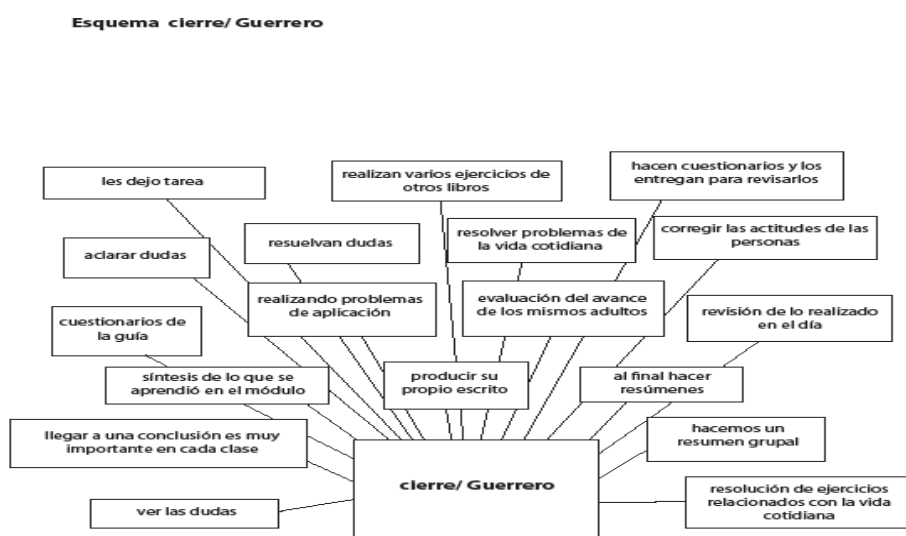 Esquema cierre/ Guerrero
les dejo tarea
realizan varios ejercicios de
otros libros
hacen cuestionarios y los
entregan para revisarlos
aclarar dudas
resuelvan dudas
resolver problemas de
la vida cotidiana
corregir las actitudes de las
personas
cuestionarios de
la guía
realizando problemas
de aplicación
evaluación del avance
de los mismos adultos
revisión de lo realizado
en el día
síntesis de lo que se
aprendió en el módulo
producir su
propio escrito
al final hacer
resúmenes
llegar a una conclusión es muy
importante en cada clase
hacemos un
resumen grupal
cierre/ Guerrero
ver las dudas
resolución de ejercicios
relacionados con la vida
cotidiana